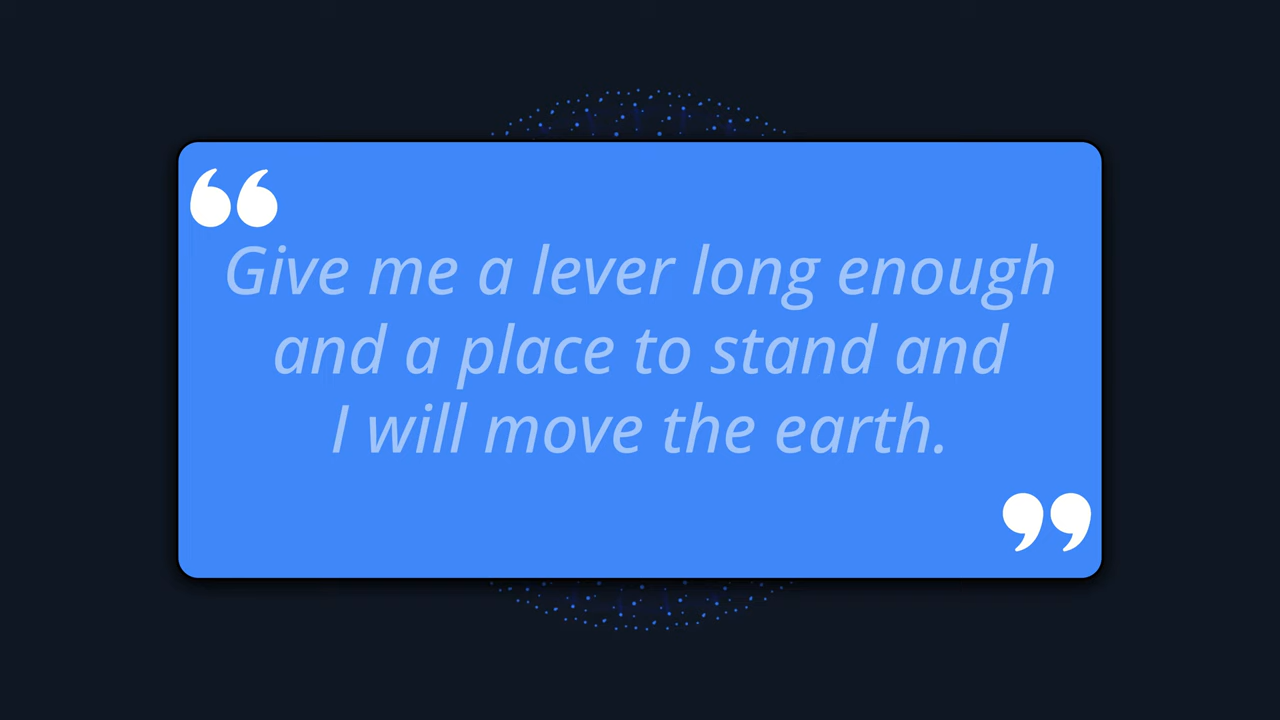 “
Give me a lever long enough
and a place to stand and
I will move the earth.
”